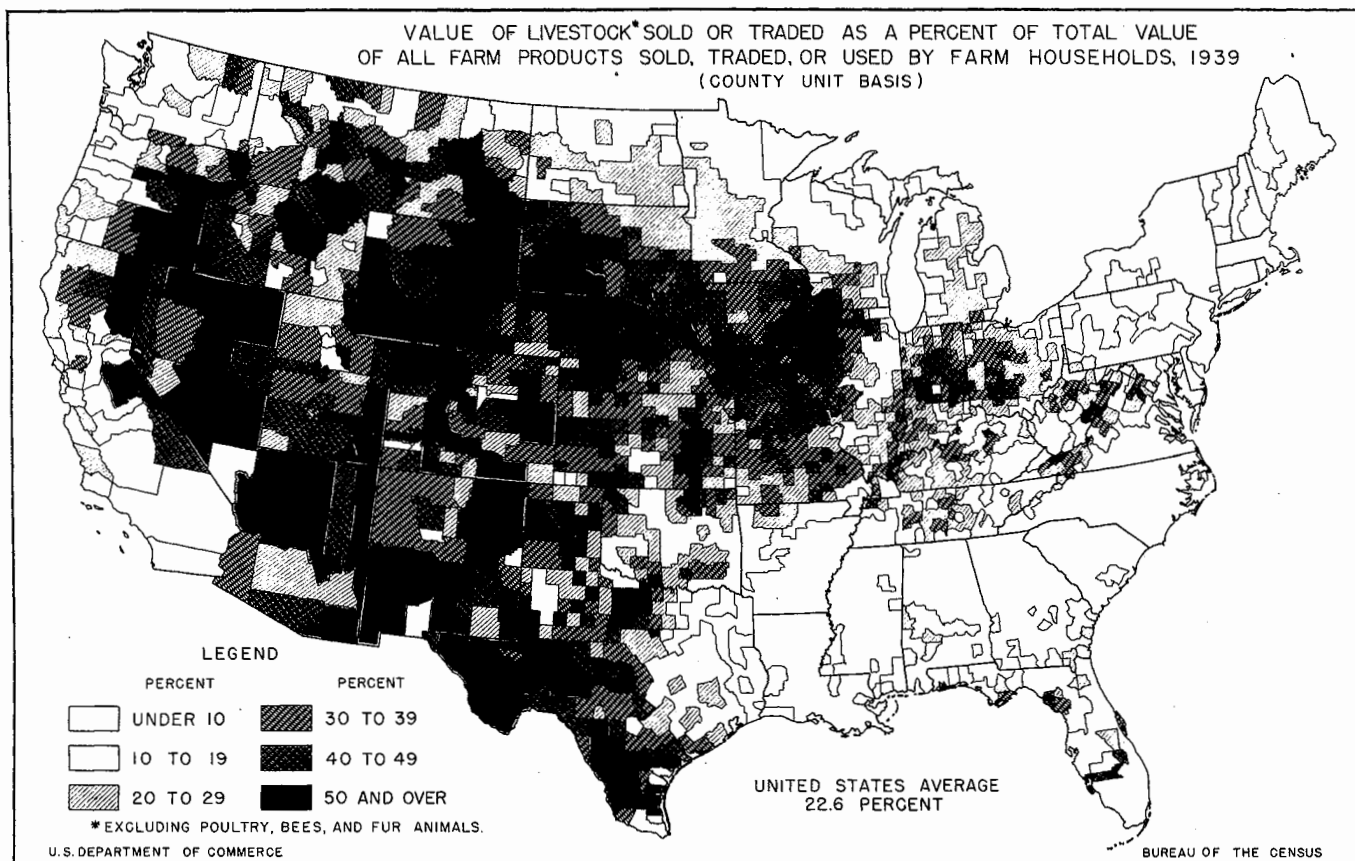 VALUE OF LIVESTOCK* SOLD OR TRADED AS A PERCENT OF TOTAL VALUE
OF ALL FARM PRODUCTS SOLD, TRADED, OR USED BY FARM HOUSEHOLDS, 1939
(COUNTY UNIT BASIS)
LEGEND
PERCENT PERCENT
UNDER 10 30 TO 39
10 TO 19 40 TO 49
20 TO 29 50 AND OVER
*EXCLUDING POULTRY, BEES, AND FUR ANIMALS.
UNITED STATES AVERAGE
22.6 PERCENT
U.S. DEPARTMENT OF COMMERCE BUREAU OF THE CENSUS